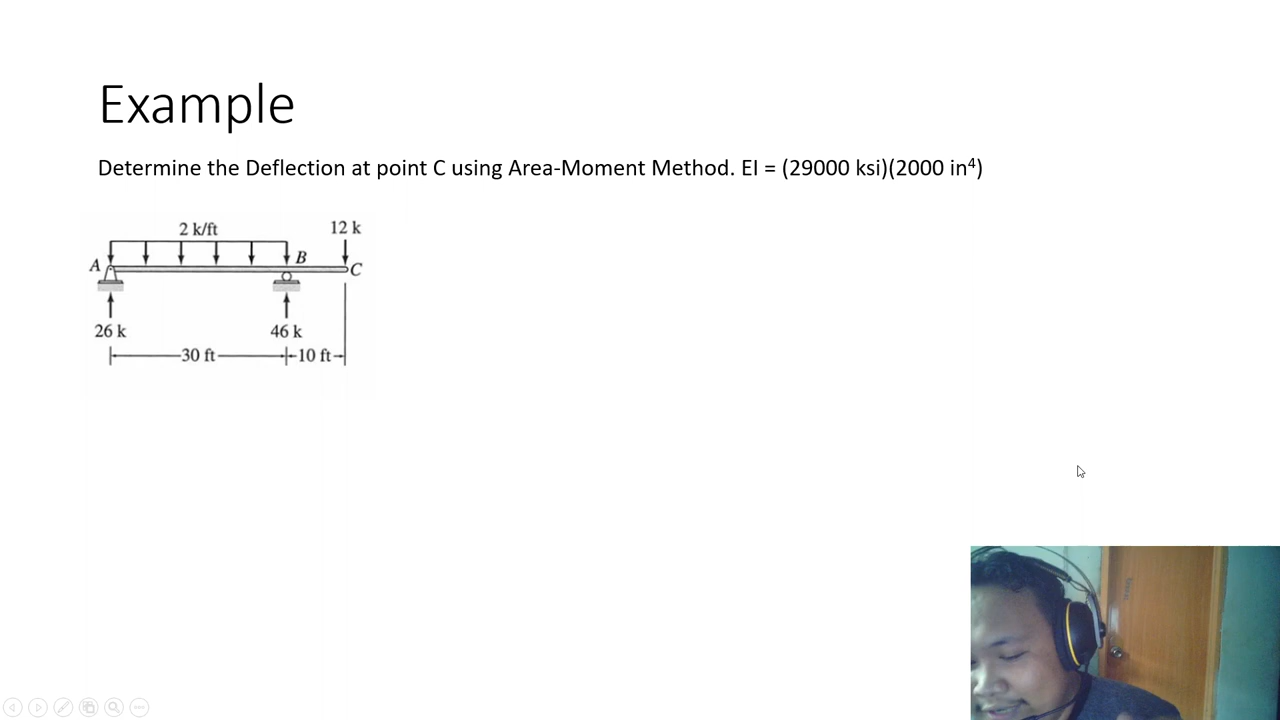 Example
Determine the Deflection at point C using Area-Moment Method. EI = (29000 ksi)(2000 in⁴)
2 k/ft
12 k
A
B
C
26 k
46 k
30 ft
10 ft